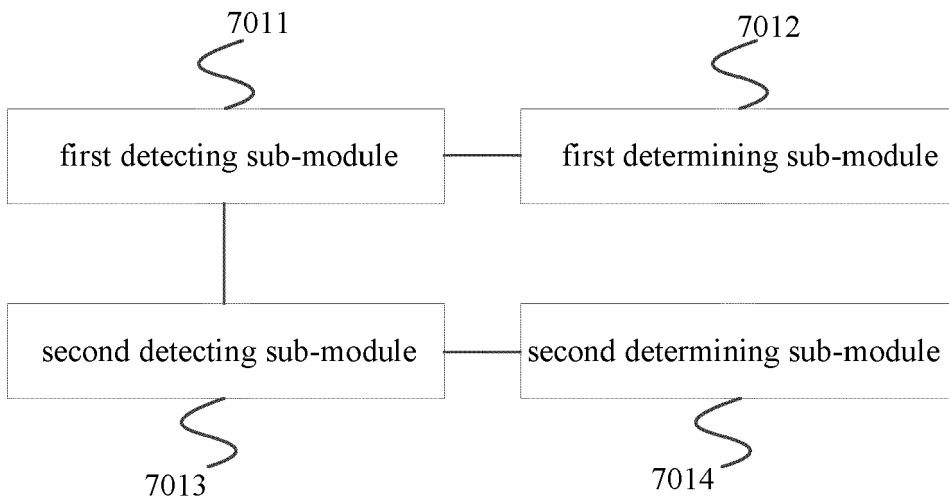 7011
7012
first detecting sub-module
first determining sub-module
second detecting sub-module
second determining sub-module
7013
7014